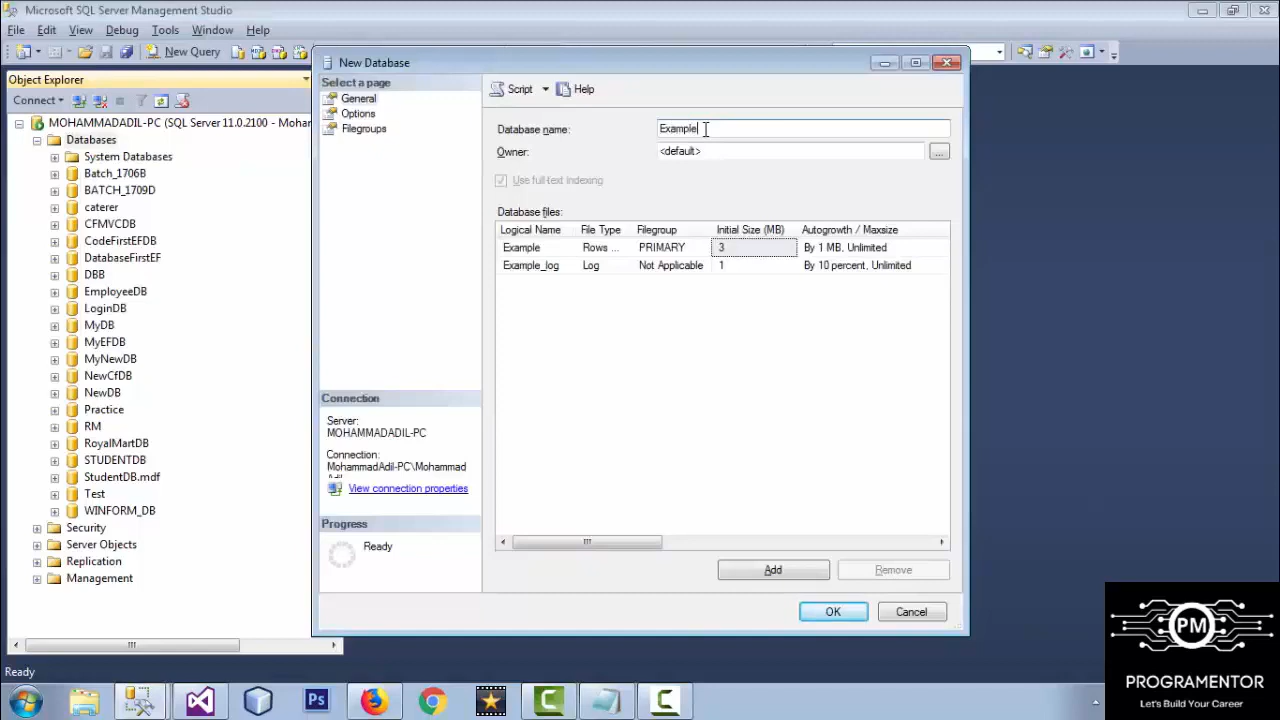 Microsoft SQL Server Management Studio
File Edit View Debug Tools Window Help
New Query
Object Explorer
Connect
MOHAMMADADIL-PC (SQL Server 11.0.2100 - Moham
Databases
System Databases
Batch_1706B
BATCH_1709D
caterer
CFMVCDB
CodeFirstEFDB
DatabaseFirstEF
DBB
EmployeeDB
LoginDB
MyDB
MyEFDB
MyNewDB
NewCfDB
NewDB
Practice
RM
RoyalMartDB
STUDENTDB
StudentDB.mdf
Test
WINFORM_DB
Security
Server Objects
Replication
Management
Ready
New Database
Select a page
General
Options
Filegroups
Connection
Server:
MOHAMMADADIL-PC
Connection:
MohammadAdil-PC\Mohammad
View connection properties
Progress
Ready
Script Help
Database name: Example
Owner: <default> ...
Use full-text indexing
Database files:
Logical Name File Type Filegroup Initial Size (MB) Autogrowth / Maxsize
Example Rows ... PRIMARY 3 By 1 MB, Unlimited
Example_log Log Not Applicable 1 By 10 percent, Unlimited
Add Remove
OK Cancel
Ps
PM
PROGRAMENTOR
Let's Build Your Career